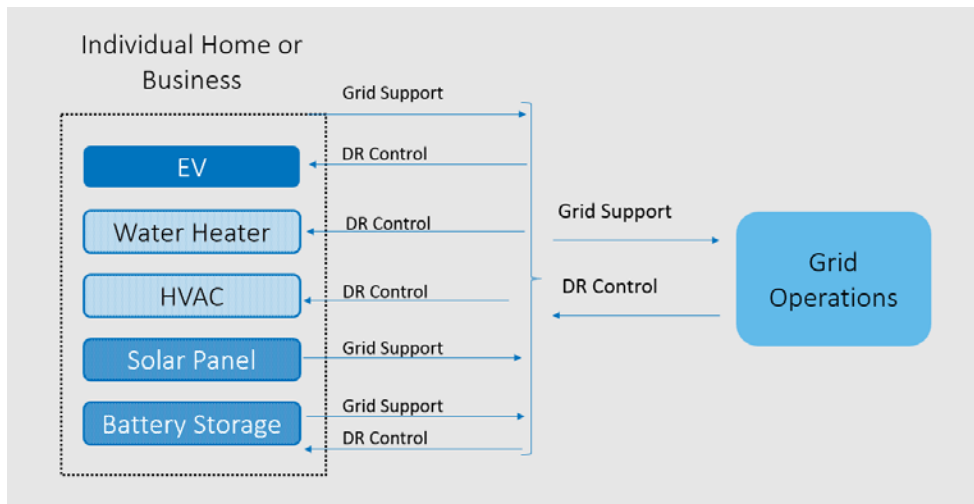 Individual Home or
Business
Grid Support
DR Control
EV
DR Control
Water Heater
DR Control
HVAC
Grid Support
Solar Panel
Grid Support
Battery Storage
DR Control
Grid Support
DR Control
Grid
Operations